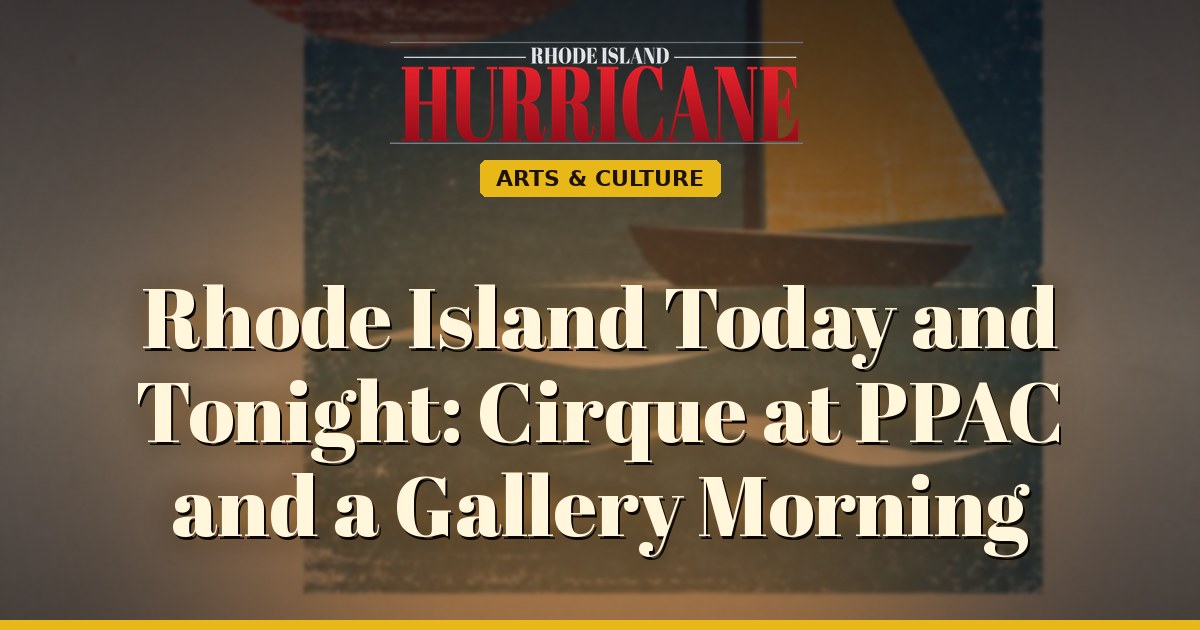 RHODE ISLAND
HURRICANE
ARTS & CULTURE
Rhode Island Today and
Tonight: Cirque at PPAC
and a Gallery Morning